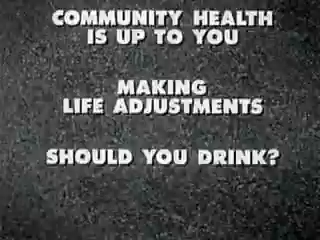 COMMUNITY HEALTH
IS UP TO YOU
MAKING
LIFE ADJUSTMENTS
SHOULD YOU DRINK?